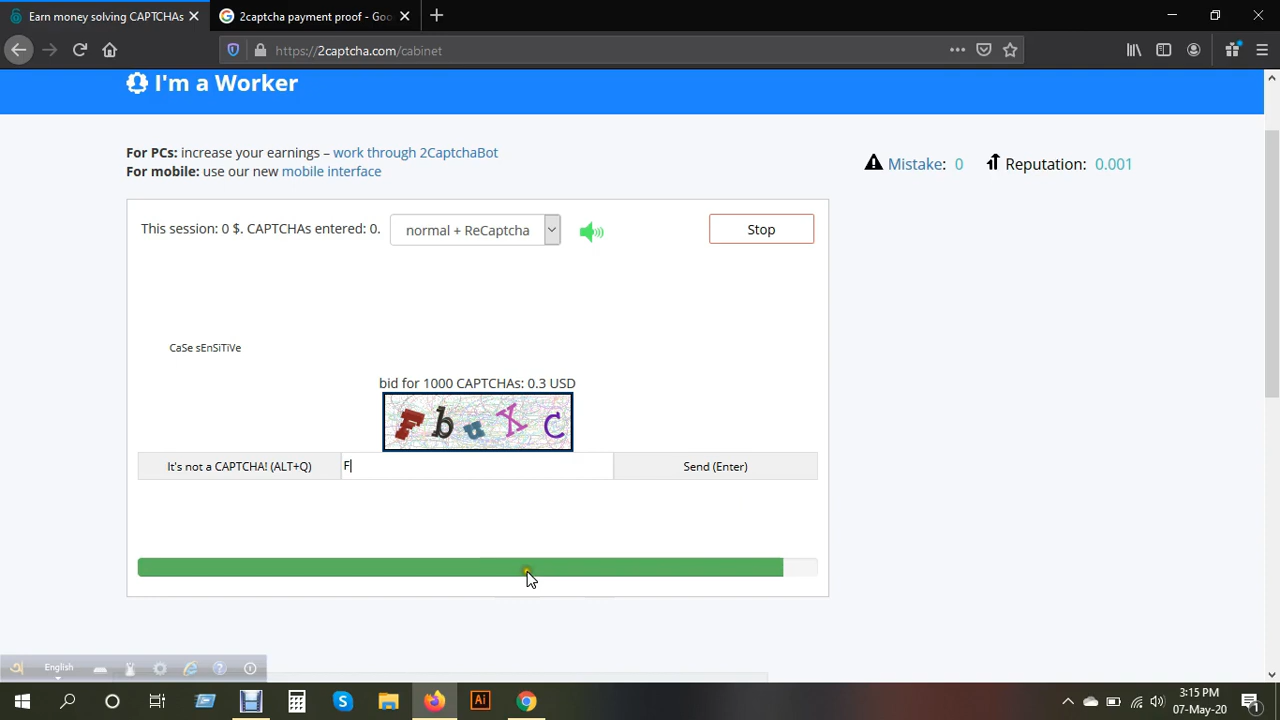 Earn money solving CAPTCHAs
2captcha payment proof - Goo
https://2captcha.com/cabinet
I'm a Worker
For PCs: increase your earnings – work through 2CaptchaBot
For mobile: use our new mobile interface
Mistake: 0 Reputation: 0.001
This session: 0 $. CAPTCHAs entered: 0. normal + ReCaptcha Stop
CaSe sEnSiTiVe
bid for 1000 CAPTCHAs: 0.3 USD
F b u X C
It's not a CAPTCHA! (ALT+Q) F Send (Enter)
English
Ai
3:15 PM
07-May-20
1